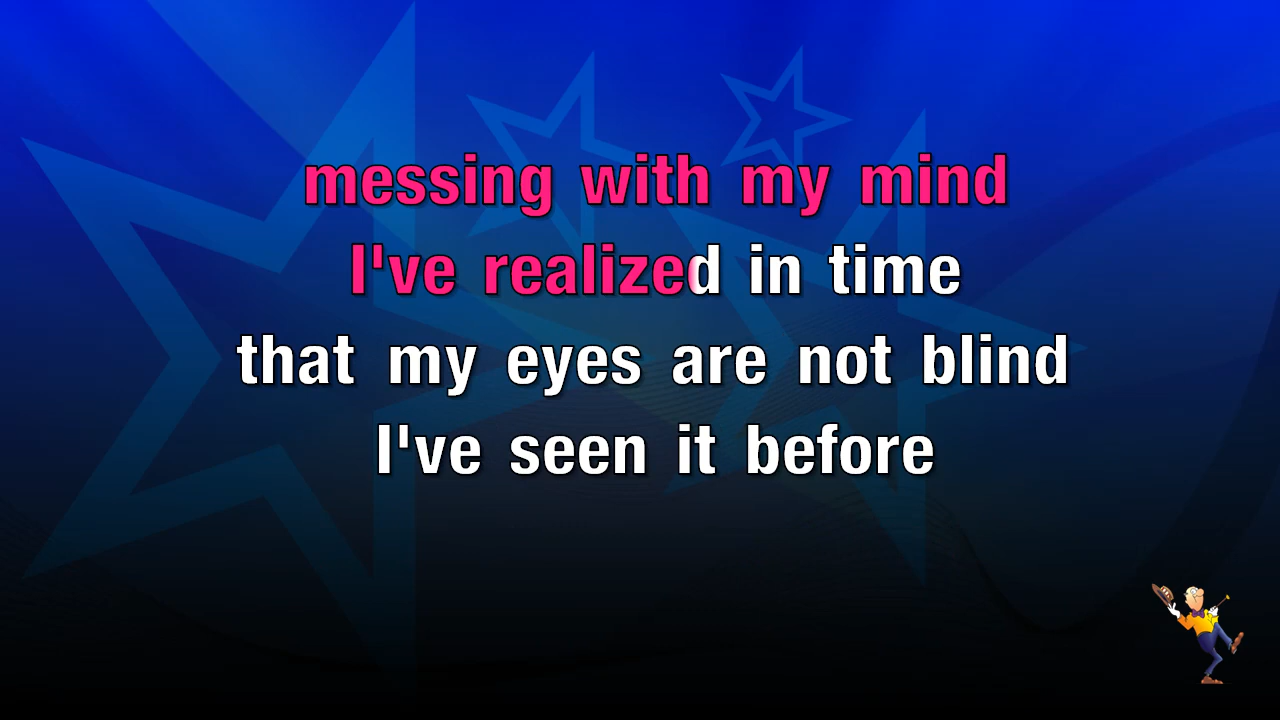 messing with my mind
I've realized in time
that my eyes are not blind
I've seen it before